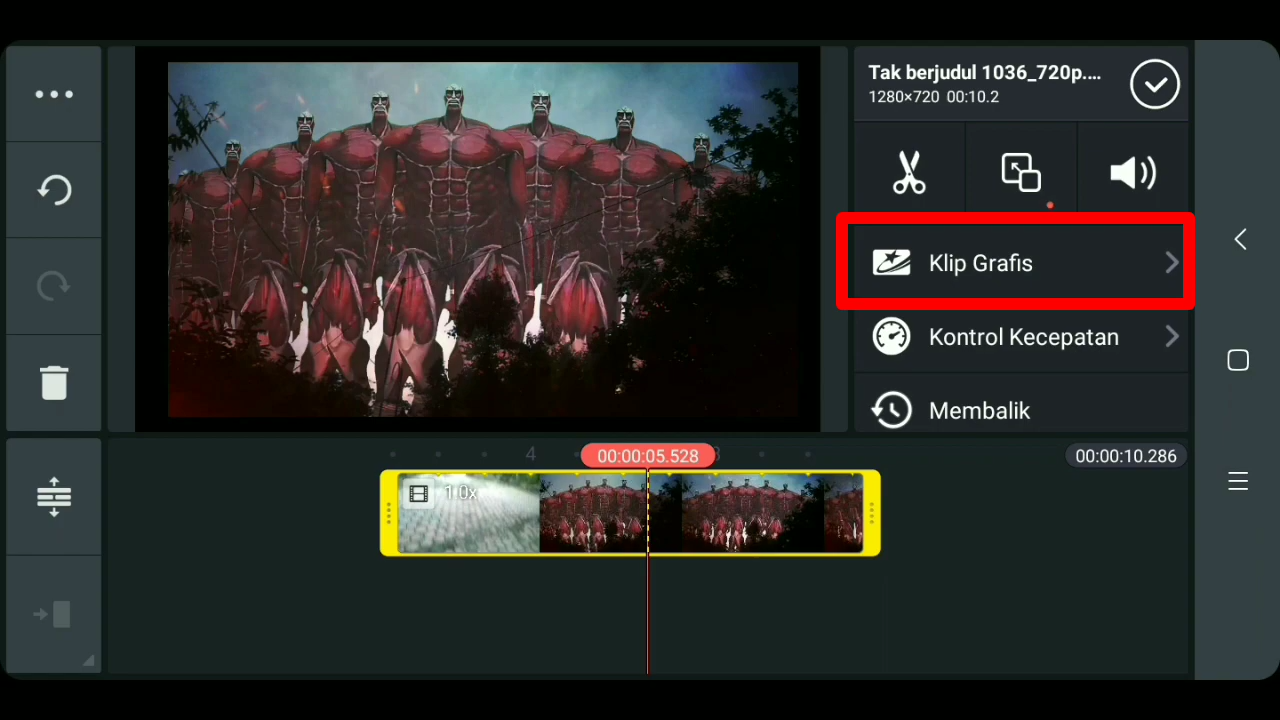 Tak berjudul 1036_720p....
1280×720 00:10.2
Klip Grafis
Kontrol Kecepatan
Membalik
4
00:00:05.528
8
00:00:10.286
1.0x